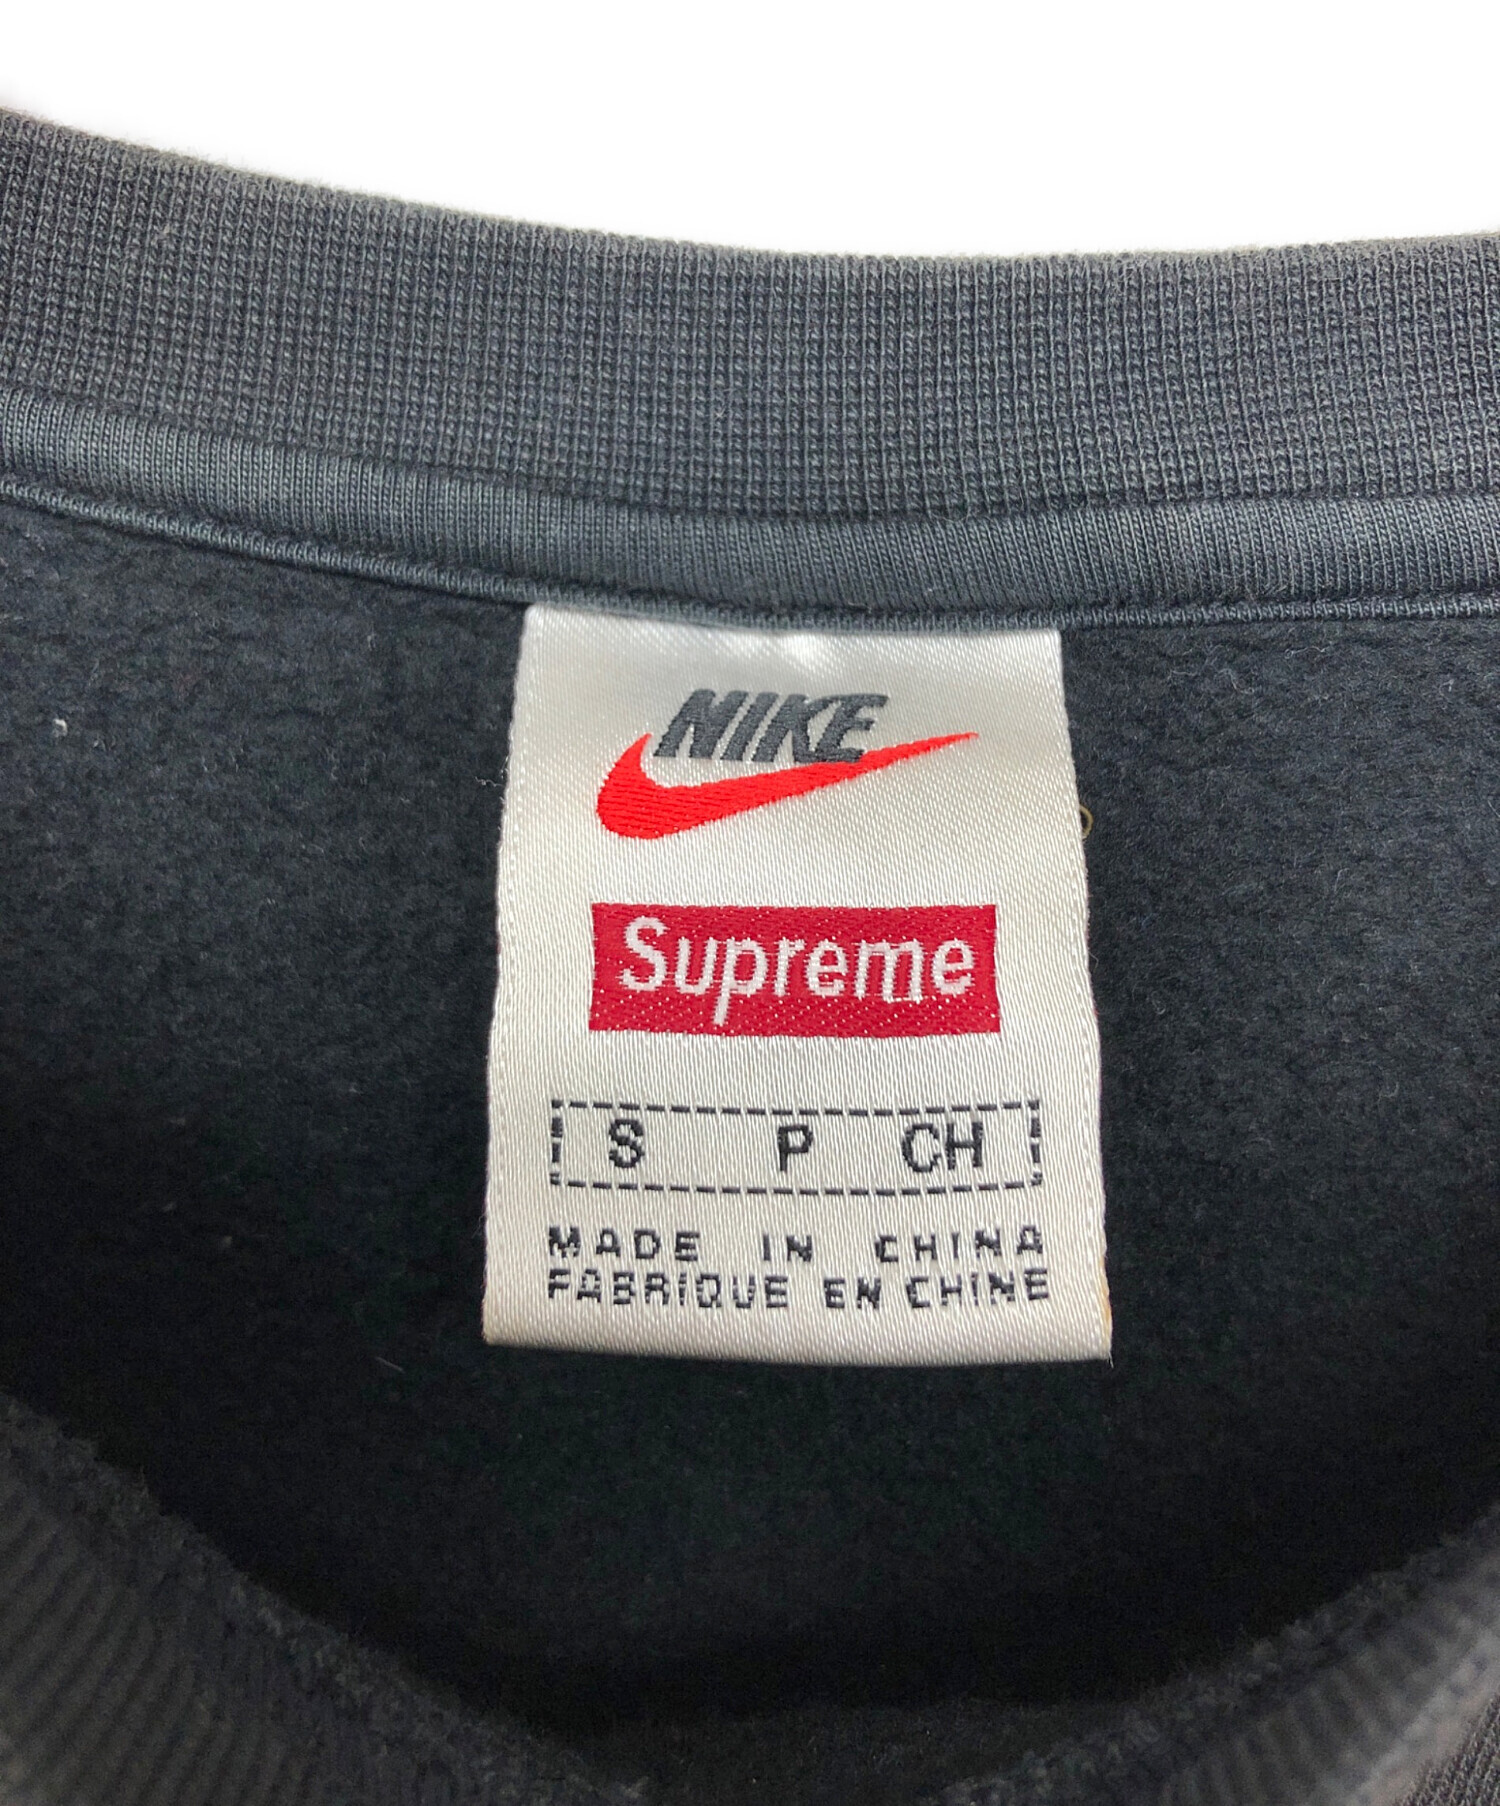 NIKE
Supreme
S P CH
MADE IN CHINA
FABRIQUE EN CHINE